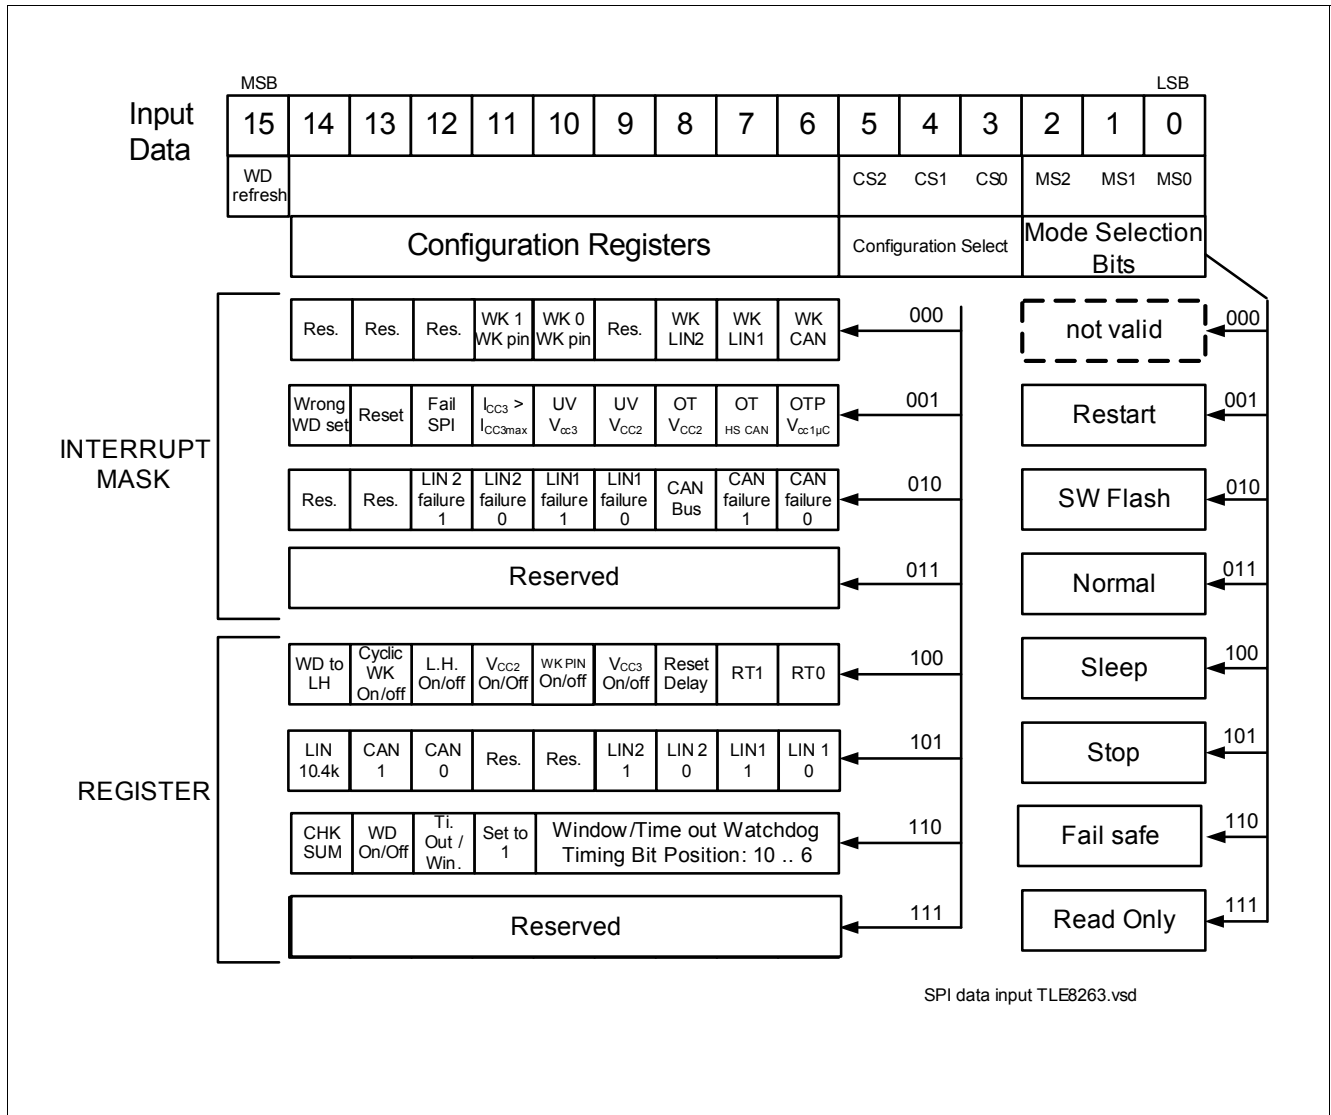 MSB LSB
Input Data 15 14 13 12 11 10 9 8 7 6 5 4 3 2 1 0
WD refresh CS2 CS1 CS0 MS2 MS1 MS0
Configuration Registers Configuration Select Mode Selection Bits
INTERRUPT MASK
Res. Res. Res. WK 1 WK pin WK 0 WK pin Res. WK LIN2 WK LIN1 WK CAN 000 not valid 000
Wrong WD set Reset Fail SPI ICC3 > ICC3max UV Vcc3 UV VCC2 OT VCC2 OT HS CAN OTP Vcc1µC 001 Restart 001
Res. Res. LIN 2 failure 1 LIN2 failure 0 LIN1 failure 1 LIN1 failure 0 CAN Bus CAN failure 1 CAN failure 0 010 SW Flash 010
Reserved 011 Normal 011
REGISTER
WD to LH Cyclic WK On/off L.H. On/off VCC2 On/Off WK PIN On/off VCC3 On/off Reset Delay RT1 RT0 100 Sleep 100
LIN 10.4k CAN 1 CAN 0 Res. Res. LIN2 1 LIN 2 0 LIN1 1 LIN 1 0 101 Stop 101
CHK SUM WD On/Off Ti. Out / Win. Set to 1 Window/Time out Watchdog Timing Bit Position: 10 .. 6 110 Fail safe 110
Reserved 111 Read Only 111
SPI data input TLE8263.vsd